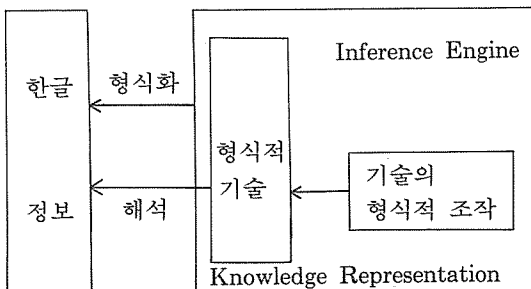 Inference Engine
한글
형식화
형식적
기술
기술의
형식적 조작
정보
해석
Knowledge Representation